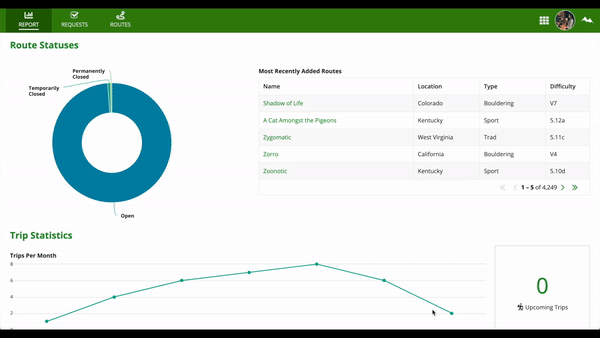 REPORT REQUESTS ROUTES
Route Statuses
Permanently
Closed
Temporarily
Closed
Open
Most Recently Added Routes
Name Location Type Difficulty
Shadow of Life Colorado Bouldering V7
A Cat Amongst the Pigeons Kentucky Sport 5.12a
Zygomatic West Virginia Trad 5.11c
Zorro California Bouldering V4
Zoonotic Kentucky Sport 5.10d
1 – 5 of 4,249
Trip Statistics
Trips Per Month
8
6
4
2
0
0
Upcoming Trips